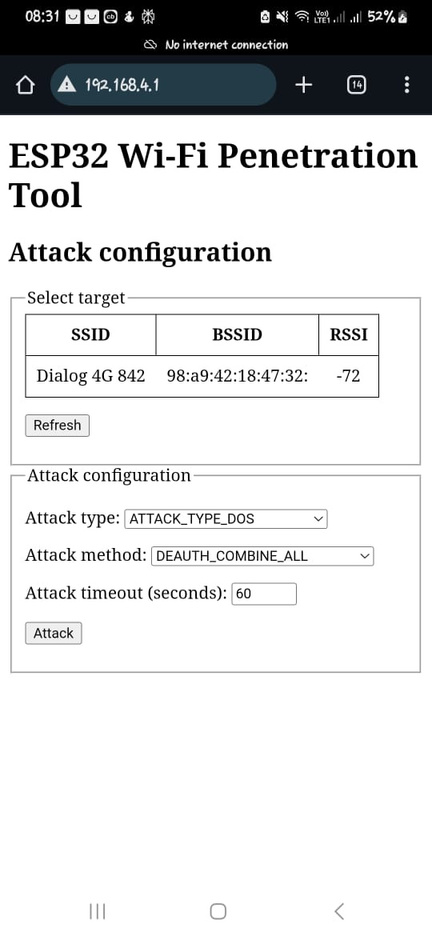 08:31
Vo)) LTE1
52%
No internet connection
192.168.4.1
14
ESP32 Wi-Fi Penetration
Tool
Attack configuration
Select target
SSID BSSID RSSI
Dialog 4G 842 98:a9:42:18:47:32: -72
Refresh
Attack configuration
Attack type: ATTACK_TYPE_DOS
Attack method: DEAUTH_COMBINE_ALL
Attack timeout (seconds): 60
Attack